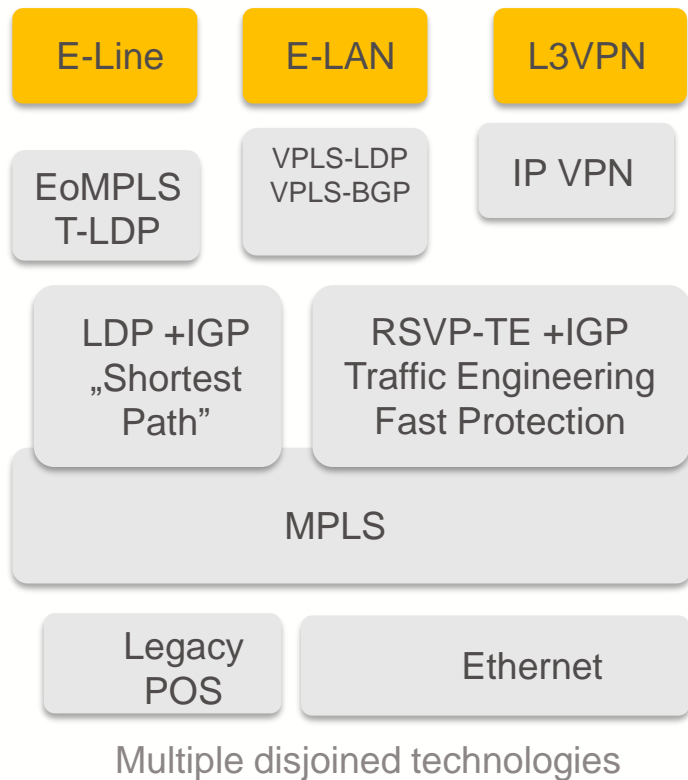 E-Line
E-LAN
L3VPN
EoMPLS
T-LDP
VPLS-LDP
VPLS-BGP
IP VPN
LDP +IGP
„Shortest
Path”
RSVP-TE +IGP
Traffic Engineering
Fast Protection
MPLS
Legacy
POS
Ethernet
Multiple disjoined technologies